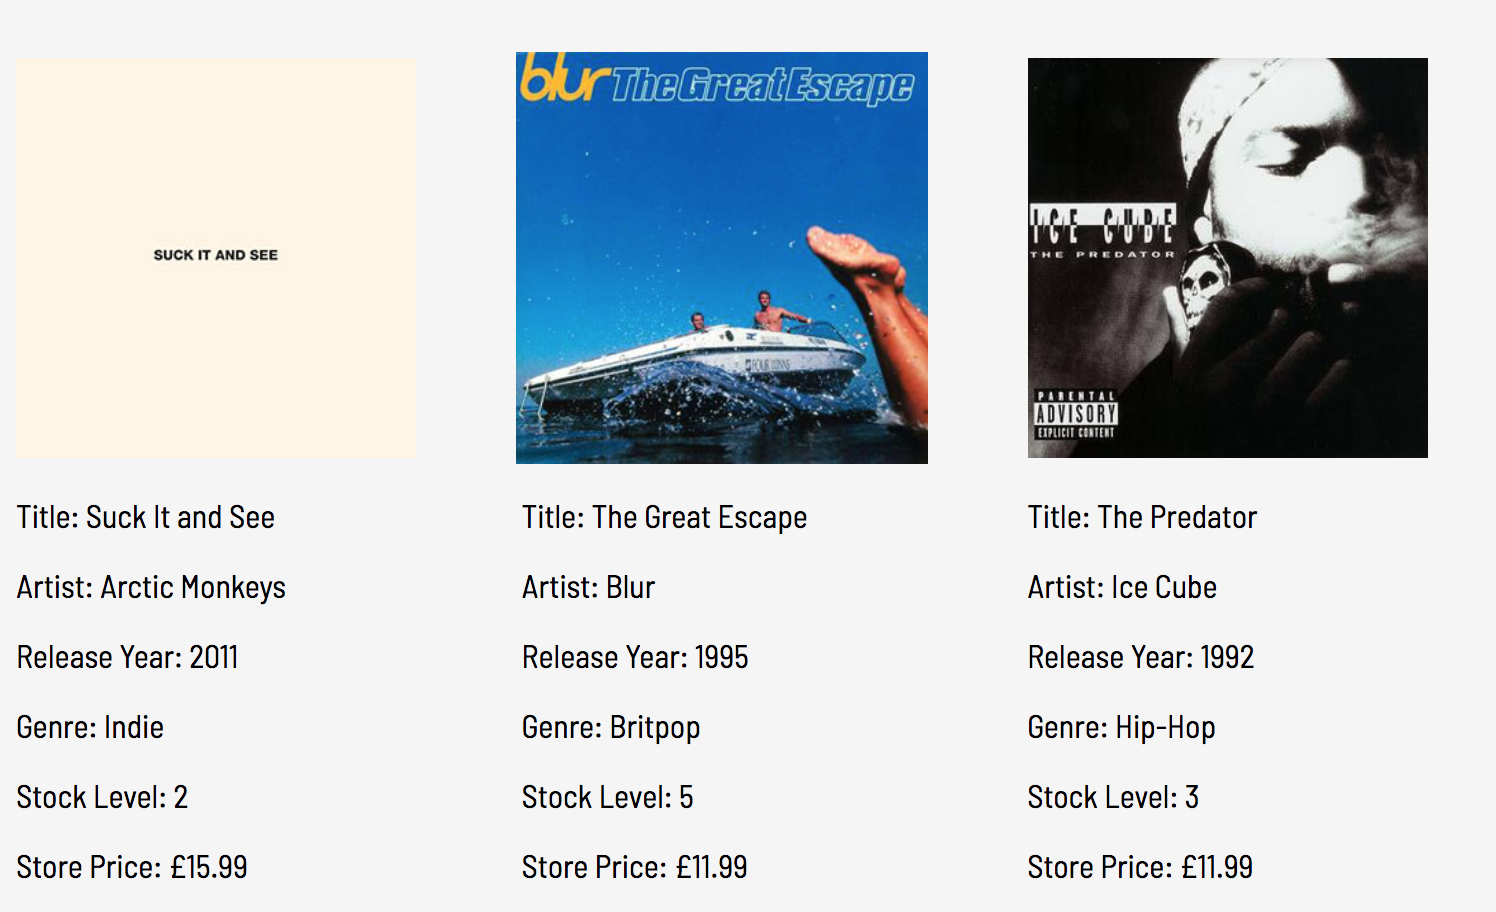 SUCK IT AND SEE
Title: Suck It and See
Artist: Arctic Monkeys
Release Year: 2011
Genre: Indie
Stock Level: 2
Store Price: £15.99
blur The Great Escape
FOUR WINNS
Title: The Great Escape
Artist: Blur
Release Year: 1995
Genre: Britpop
Stock Level: 5
Store Price: £11.99
ICE CUBE
THE PREDATOR
PARENTAL
ADVISORY
EXPLICIT CONTENT
Title: The Predator
Artist: Ice Cube
Release Year: 1992
Genre: Hip-Hop
Stock Level: 3
Store Price: £11.99